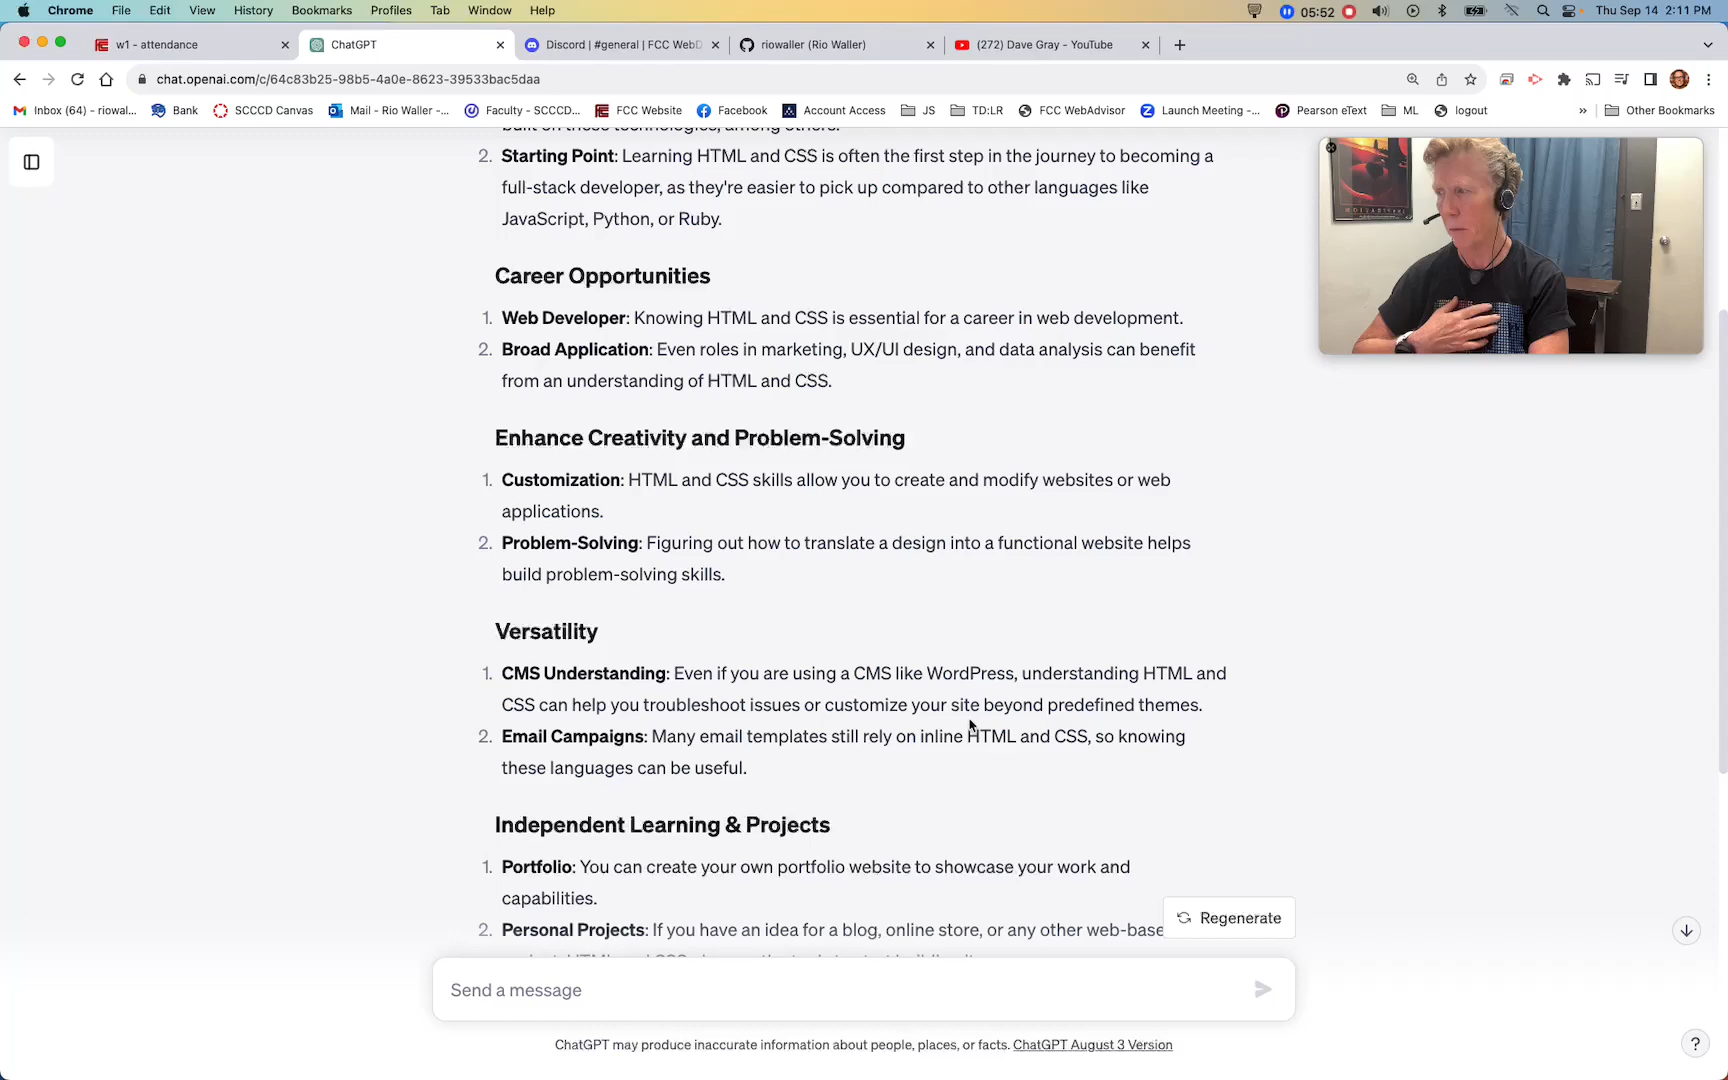 Chrome File Edit View History Bookmarks Profiles Tab Window Help 05:52 Thu Sep 14 2:11 PM
w1 - attendance ChatGPT Discord | #general | FCC WebD riowaller (Rio Waller) (272) Dave Gray - YouTube
chat.openai.com/c/64c83b25-98b5-4a0e-8623-39533bac5daa
Inbox (64) - riowal... Bank SCCCD Canvas Mail - Rio Waller -... Faculty - SCCCD... FCC Website Facebook Account Access JS TD:LR FCC WebAdvisor Launch Meeting -... Pearson eText ML logout » Other Bookmarks
built on these technologies, among others.
2. Starting Point: Learning HTML and CSS is often the first step in the journey to becoming a
full-stack developer, as they're easier to pick up compared to other languages like
JavaScript, Python, or Ruby.
Career Opportunities
1. Web Developer: Knowing HTML and CSS is essential for a career in web development.
2. Broad Application: Even roles in marketing, UX/UI design, and data analysis can benefit
from an understanding of HTML and CSS.
Enhance Creativity and Problem-Solving
1. Customization: HTML and CSS skills allow you to create and modify websites or web
applications.
2. Problem-Solving: Figuring out how to translate a design into a functional website helps
build problem-solving skills.
Versatility
1. CMS Understanding: Even if you are using a CMS like WordPress, understanding HTML and
CSS can help you troubleshoot issues or customize your site beyond predefined themes.
2. Email Campaigns: Many email templates still rely on inline HTML and CSS, so knowing
these languages can be useful.
Independent Learning & Projects
1. Portfolio: You can create your own portfolio website to showcase your work and
capabilities.
Regenerate
2. Personal Projects: If you have an idea for a blog, online store, or any other web-base
Send a message
ChatGPT may produce inaccurate information about people, places, or facts. ChatGPT August 3 Version
?